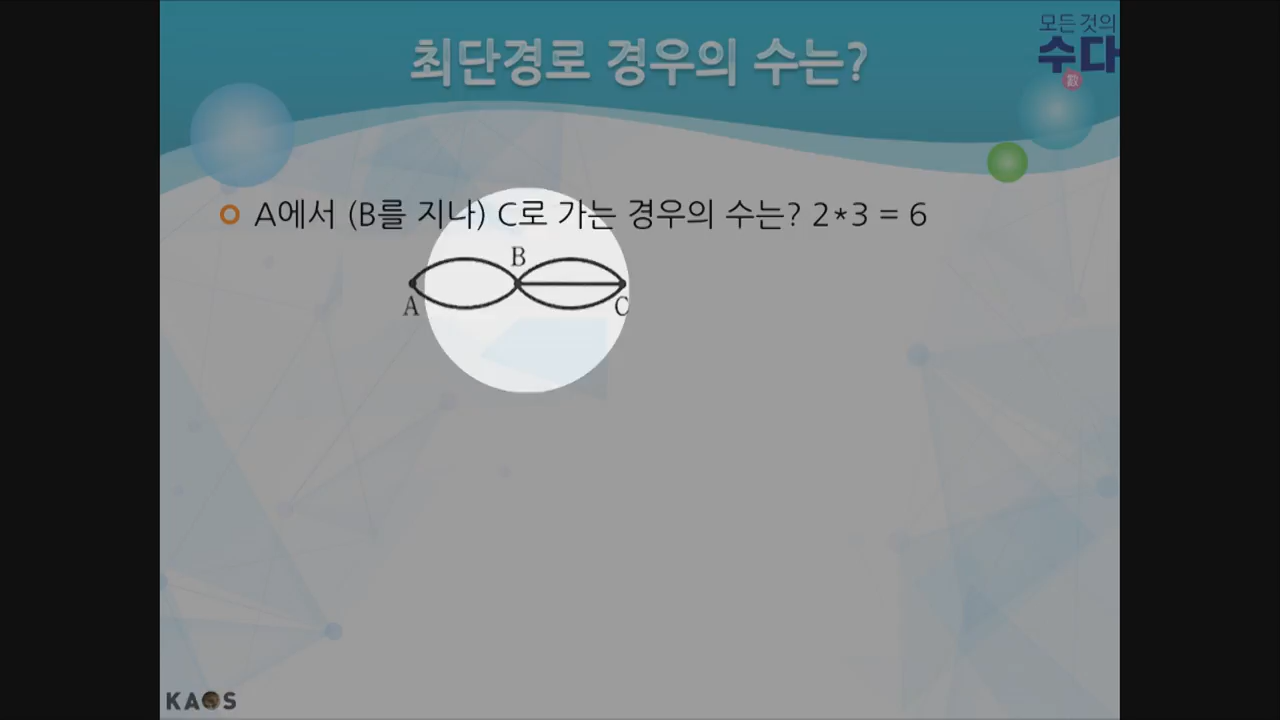 모든 것의
수다
數
최단경로 경우의 수는?
A에서 (B를 지나) C로 가는 경우의 수는? 2*3 = 6
B
A
C
KAOS